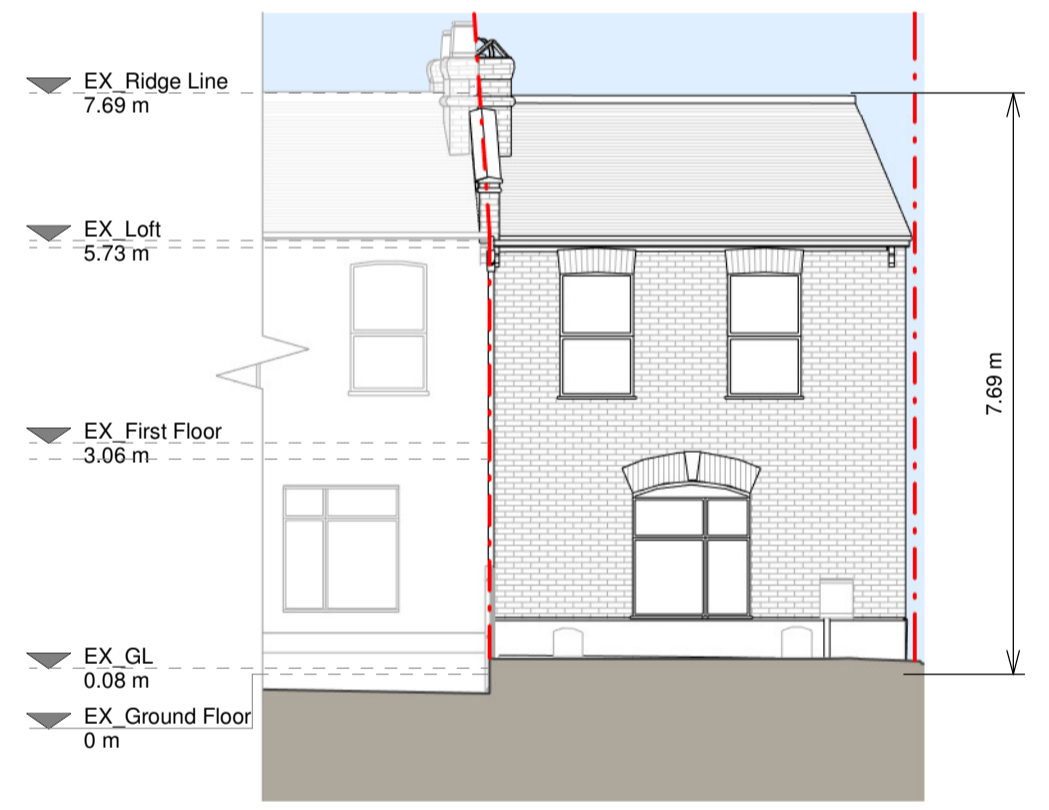 EX_Ridge Line
7.69 m
EX_Loft
5.73 m
EX_First Floor
3.06 m
7.69 m
EX_GL
0.08 m
EX_Ground Floor
0 m